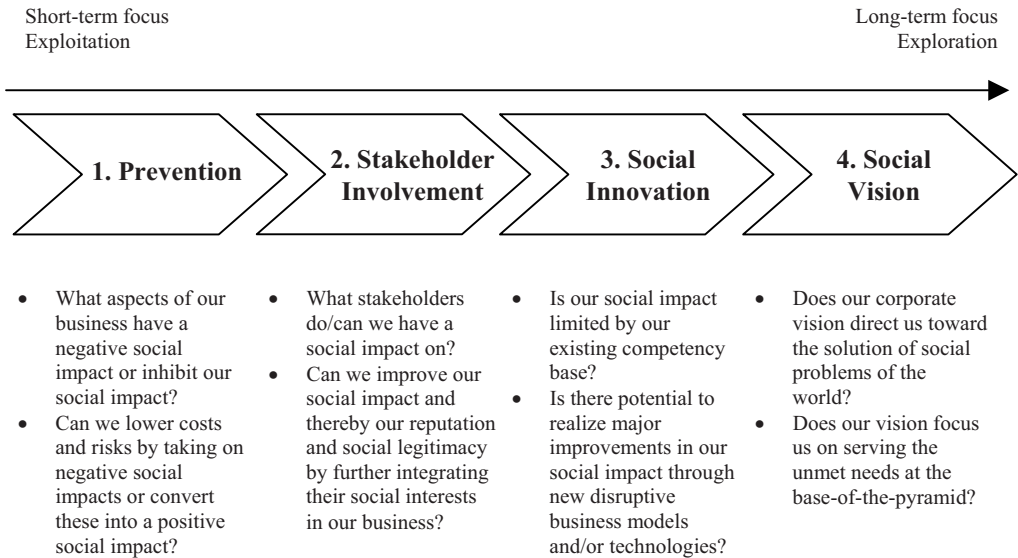 Short-term focus
Exploitation
Long-term focus
Exploration
1. Prevention
2. Stakeholder
Involvement
3. Social
Innovation
4. Social
Vision
• What aspects of our
business have a
negative social
impact or inhibit our
social impact?
• Can we lower costs
and risks by taking on
negative social
impacts or convert
these into a positive
social impact?
• What stakeholders
do/can we have a
social impact on?
• Can we improve our
social impact and
thereby our reputation
and social legitimacy
by further integrating
their social interests
in our business?
• Is our social impact
limited by our
existing competency
base?
• Is there potential to
realize major
improvements in our
social impact through
new disruptive
business models
and/or technologies?
• Does our corporate
vision direct us toward
the solution of social
problems of the
world?
• Does our vision focus
us on serving the
unmet needs at the
base-of-the-pyramid?